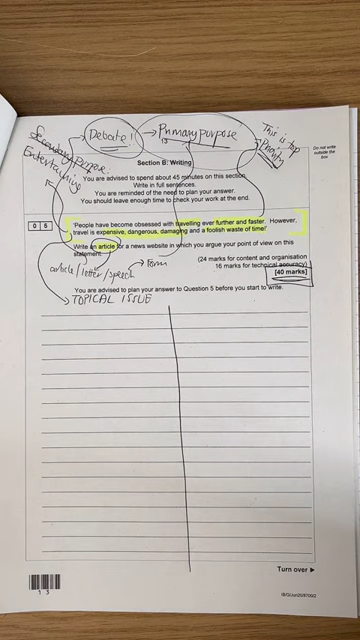 Debate! → Primary purpose
is
This is top
Priority
Secondary purpose:
Entertaining
Do not write
outside the
box
Section B: Writing
You are advised to spend about 45 minutes on this section.
Write in full sentences.
You are reminded of the need to plan your answer.
You should leave enough time to check your work at the end.
0 5
'People have become obsessed with travelling ever further and faster. However,
travel is expensive, dangerous, damaging and a foolish waste of time!'
Write an article for a news website in which you argue your point of view on this
statement.
→ Form
article/letter/speech
(24 marks for content and organisation
16 marks for technical accuracy)
[40 marks]
You are advised to plan your answer to Question 5 before you start to write.
→ TOPICAL ISSUE
Turn over ►
1 3